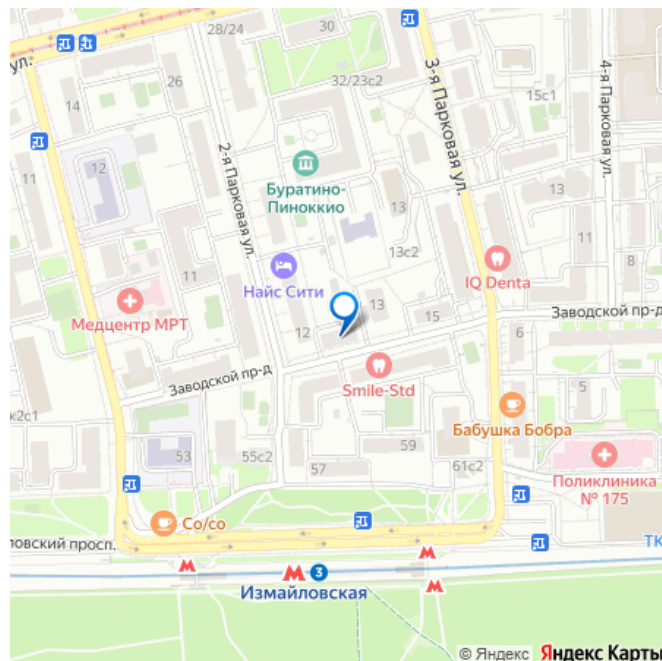 28/24
30
ул.
32/23с2
3-я Парковая ул.
26
14
15с1
4-я Парковая ул.
2-я Парковая ул.
12
11
Буратино-
Пиноккио
13
13
13с2
11
8
IQ Denta
11
Найс Сити
Медцентр МРТ
13
15
Заводской пр-д
12
6
Заводской пр-д
Smile-Std
5
к2с1
Бабушка Бобра
59
55с2
53
57
61с2
Поликлиника
№ 175
Co/co
ловский просп.
ТК
3
Измайловская
© Яндекс Яндекс Карты